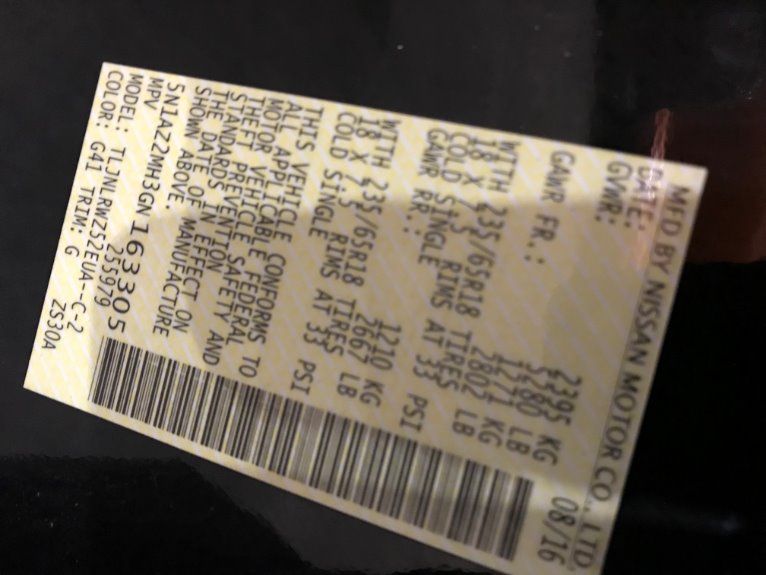 MFD BY NISSAN MOTOR CO., LTD.
DATE: 08/16
GVWR: 2395 KG
5280 LB
GAWR FR.: 1271 KG
2802 LB
WITH 235/65R18 TIRES
18 X 7.5 RIMS AT 33 PSI
COLD SINGLE
GAWR RR.: 1210 KG
2667 LB
WITH 235/65R18 TIRES
18 X 7.5 RIMS AT 33 PSI
COLD SINGLE
THIS VEHICLE CONFORMS TO
ALL APPLICABLE FEDERAL
MOTOR VEHICLE SAFETY AND
THEFT PREVENTION
STANDARDS IN EFFECT ON
THE DATE OF MANUFACTURE
SHOWN ABOVE.
5N1AZ2MH3GN163305
MPV 255979
MODEL: TLJNLRWZ52EUA-C-2
COLOR: G41 TRIM: G ZS30A